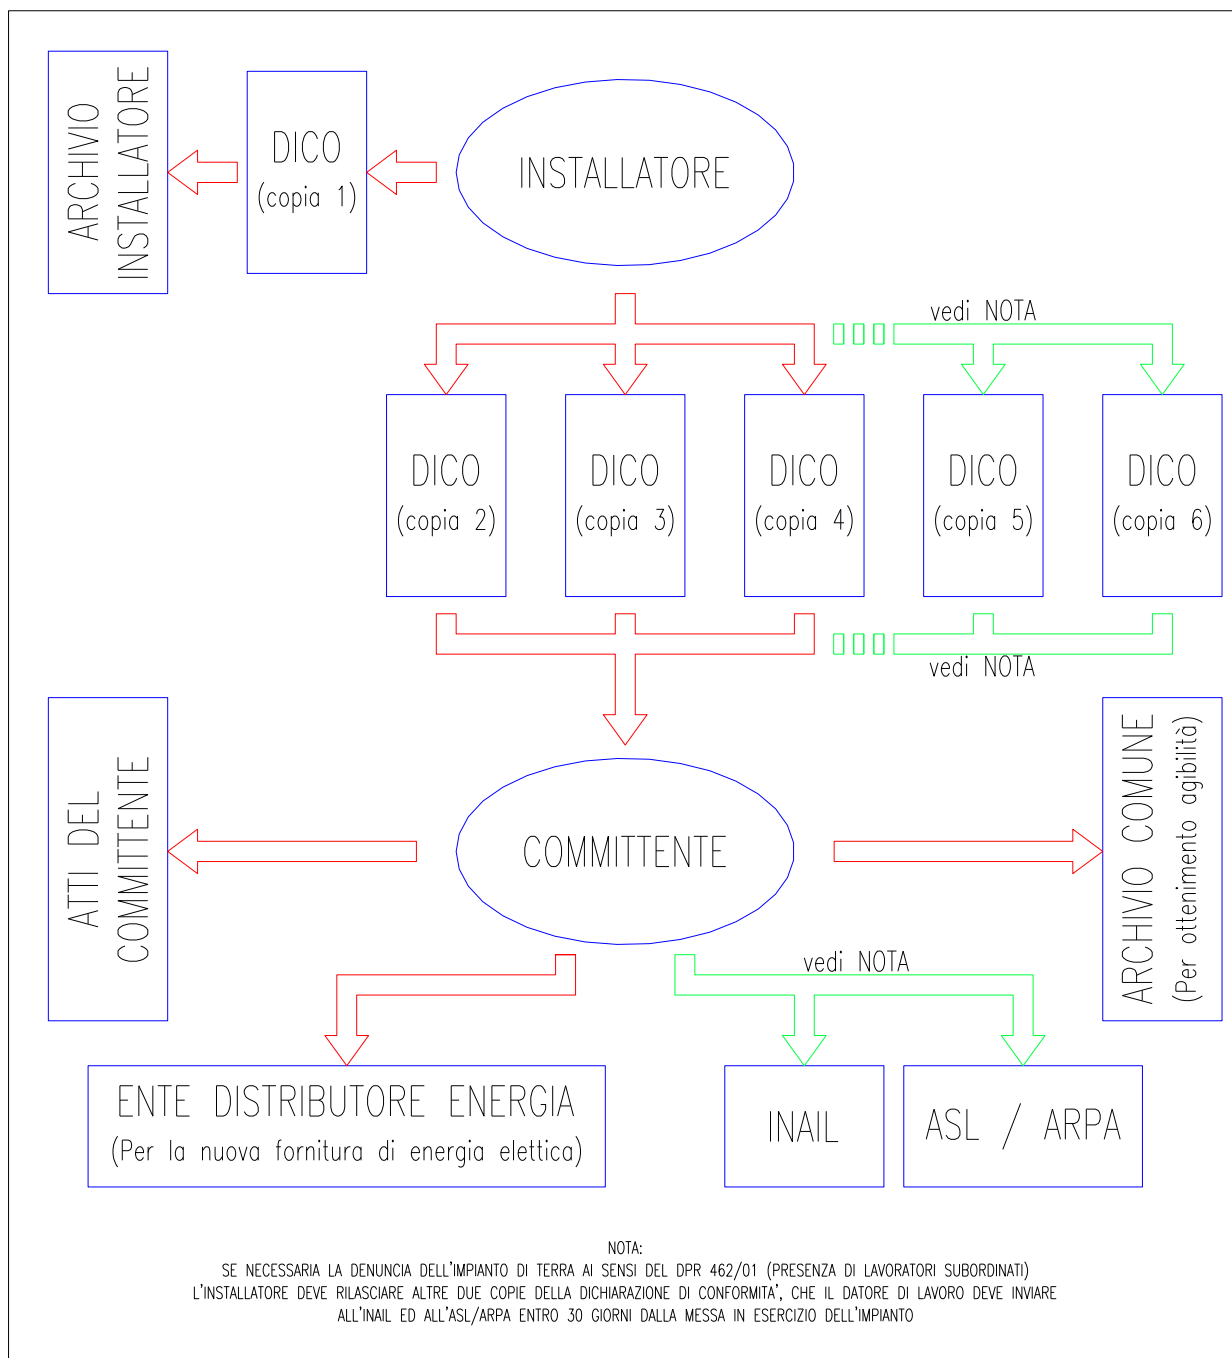 ARCHIVIO
INSTALLATORE
DICO
(copia 1)
INSTALLATORE
vedi NOTA
DICO
(copia 2)
DICO
(copia 3)
DICO
(copia 4)
DICO
(copia 5)
DICO
(copia 6)
vedi NOTA
ATTI DEL
COMMITTENTE
COMMITTENTE
ARCHIVIO COMUNE
(Per ottenimento agibilità)
vedi NOTA
ENTE DISTRIBUTORE ENERGIA
(Per la nuova fornitura di energia elettica)
INAIL
ASL / ARPA
NOTA:
SE NECESSARIA LA DENUNCIA DELL'IMPIANTO DI TERRA AI SENSI DEL DPR 462/01 (PRESENZA DI LAVORATORI SUBORDINATI)
L'INSTALLATORE DEVE RILASCIARE ALTRE DUE COPIE DELLA DICHIARAZIONE DI CONFORMITA', CHE IL DATORE DI LAVORO DEVE INVIARE
ALL'INAIL ED ALL'ASL/ARPA ENTRO 30 GIORNI DALLA MESSA IN ESERCIZIO DELL'IMPIANTO